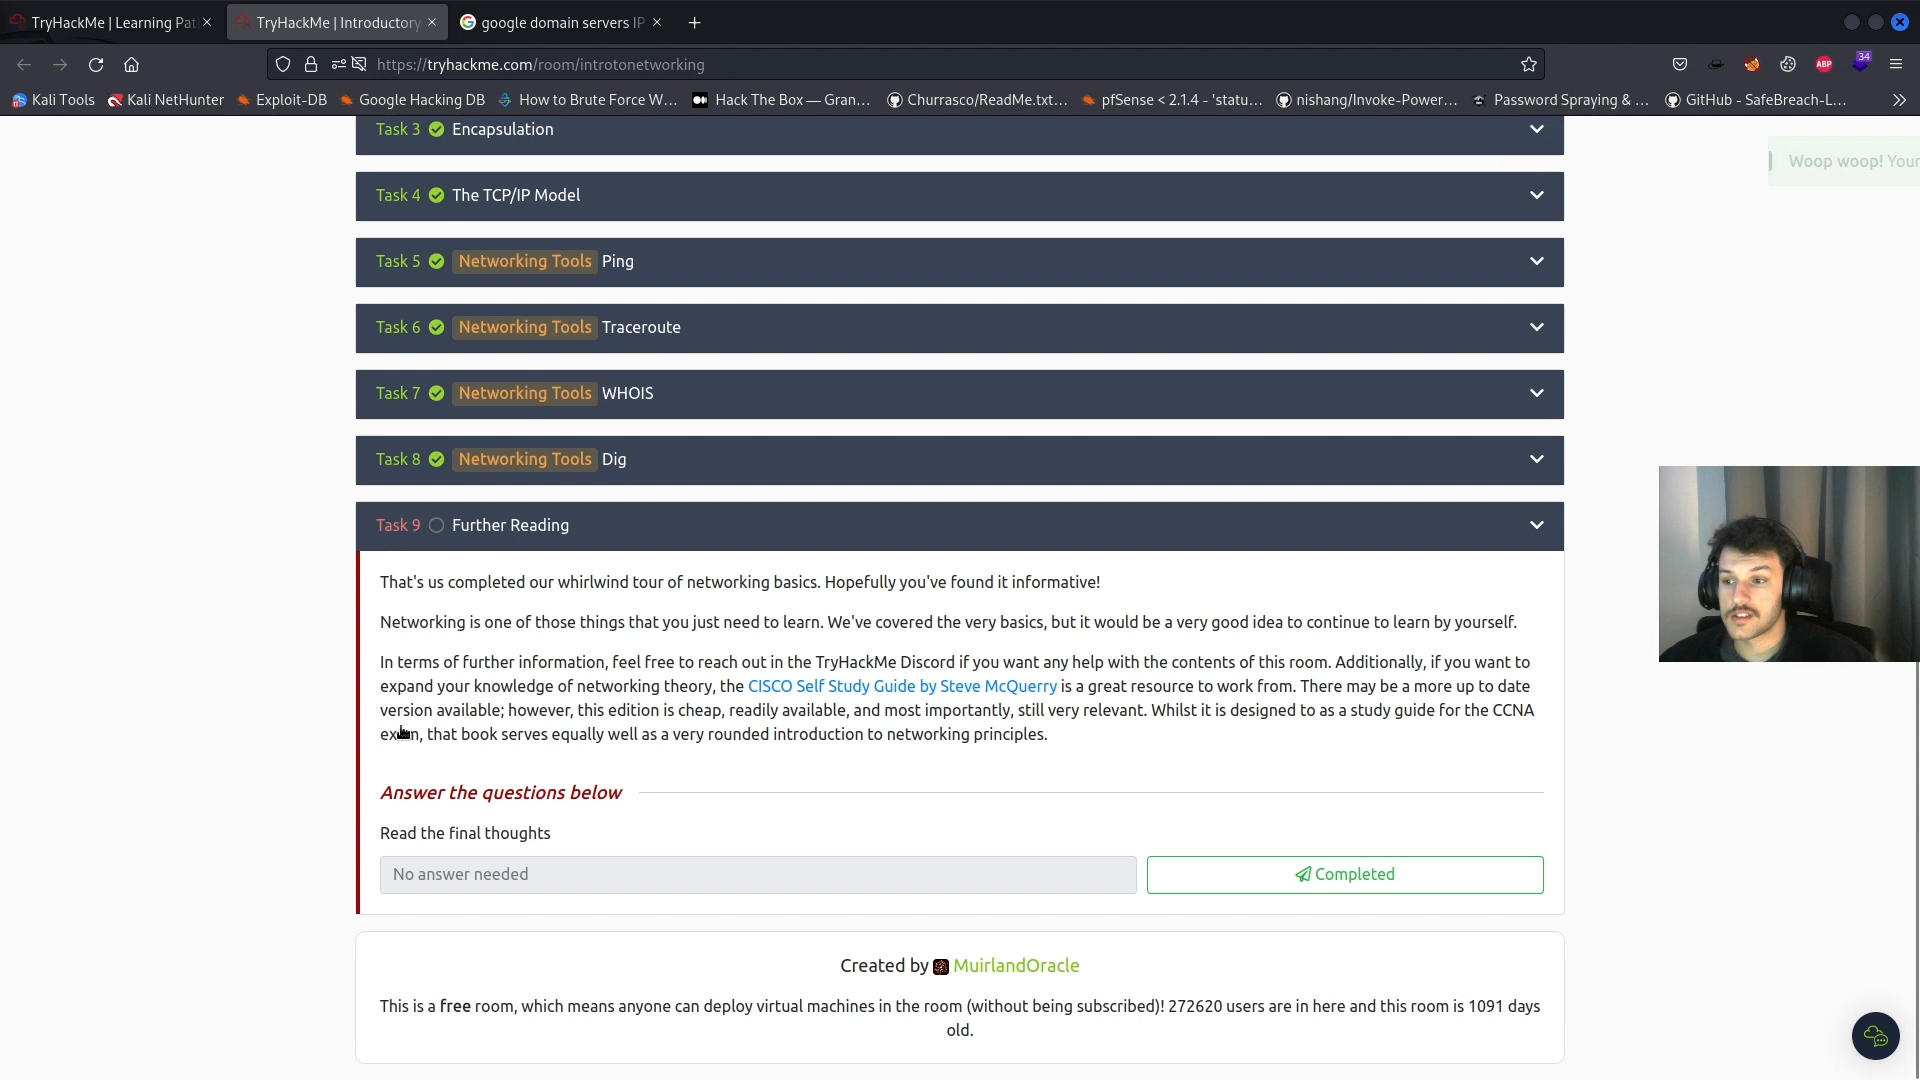 TryHackMe | Learning Pat
TryHackMe | Introductory
google domain servers IP
https://tryhackme.com/room/introtonetworking
34
ABP
Kali Tools
Kali NetHunter
Exploit-DB
Google Hacking DB
How to Brute Force W...
Hack The Box — Gran...
Churrasco/ReadMe.txt...
pfSense < 2.1.4 - 'statu...
nishang/Invoke-Power...
Password Spraying & ...
GitHub - SafeBreach-L...
Task 3 Encapsulation
Woop woop! Your
Task 4 The TCP/IP Model
Task 5 Networking Tools Ping
Task 6 Networking Tools Traceroute
Task 7 Networking Tools WHOIS
Task 8 Networking Tools Dig
Task 9 Further Reading
That's us completed our whirlwind tour of networking basics. Hopefully you've found it informative!
Networking is one of those things that you just need to learn. We've covered the very basics, but it would be a very good idea to continue to learn by yourself.
In terms of further information, feel free to reach out in the TryHackMe Discord if you want any help with the contents of this room. Additionally, if you want to
expand your knowledge of networking theory, the CISCO Self Study Guide by Steve McQuerry is a great resource to work from. There may be a more up to date
version available; however, this edition is cheap, readily available, and most importantly, still very relevant. Whilst it is designed to as a study guide for the CCNA
exam, that book serves equally well as a very rounded introduction to networking principles.
Answer the questions below
Read the final thoughts
No answer needed
Completed
Created by MuirlandOracle
This is a free room, which means anyone can deploy virtual machines in the room (without being subscribed)! 272620 users are in here and this room is 1091 days
old.